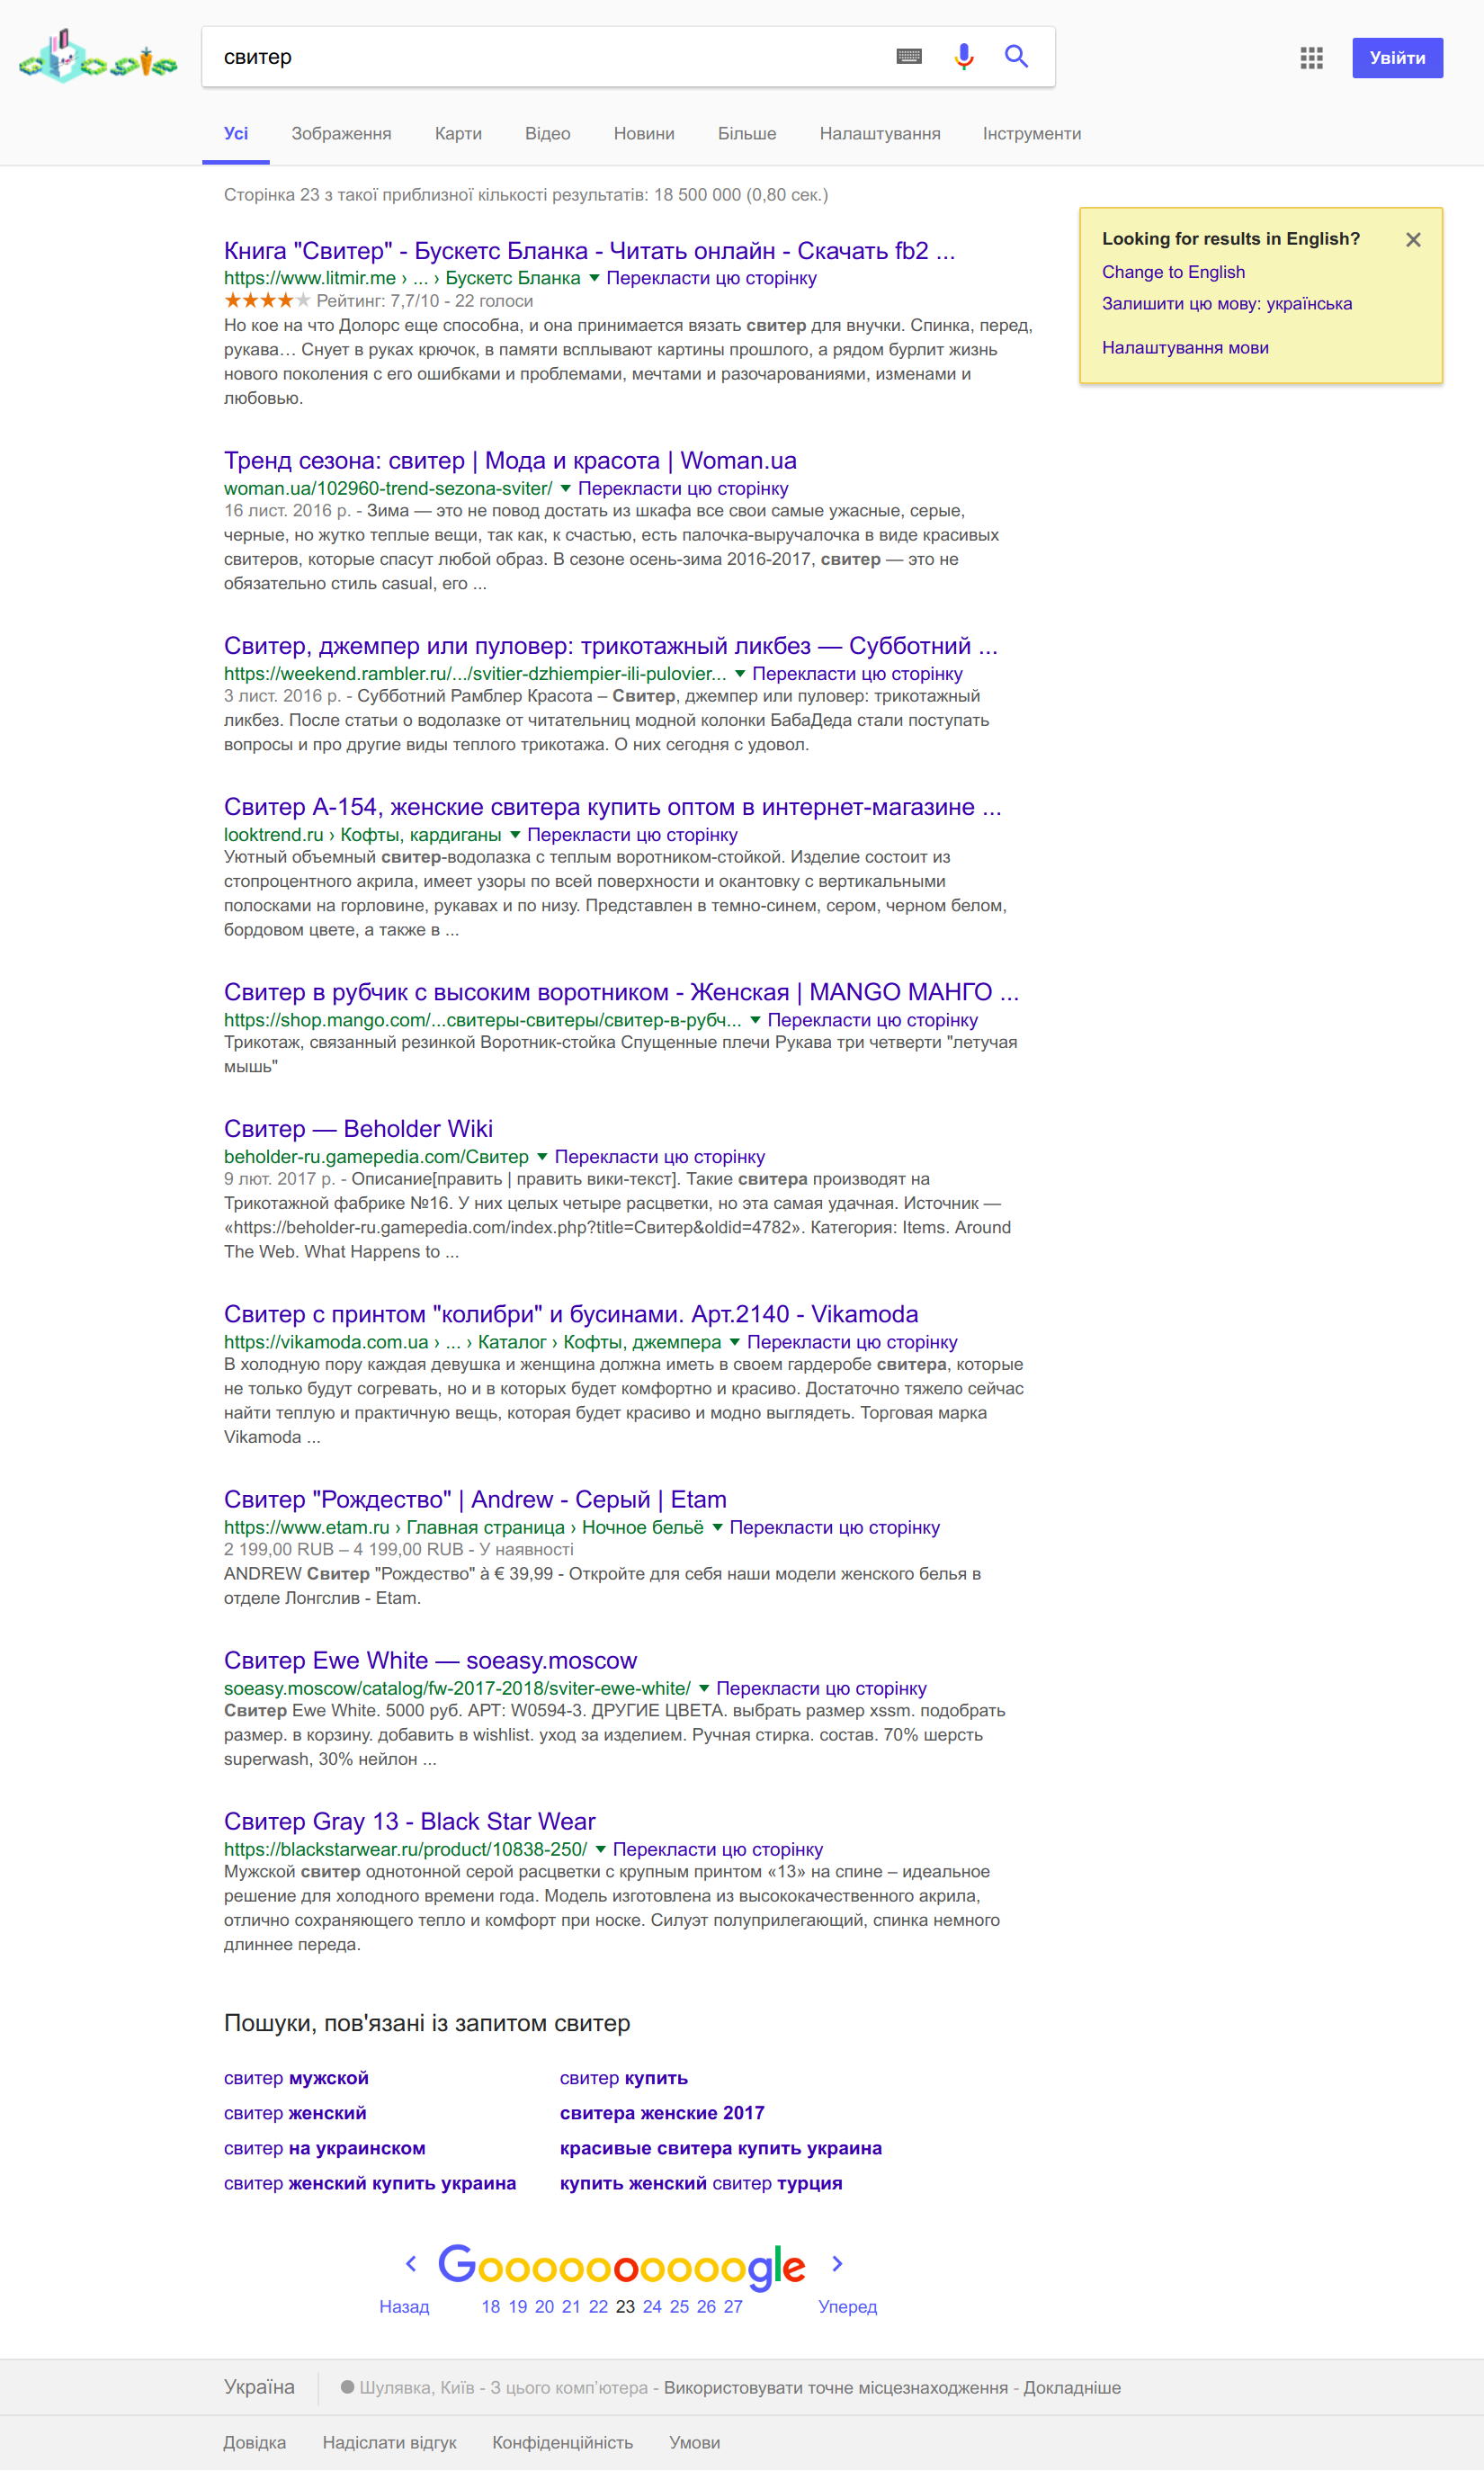 свитер
Увійти
Усі Зображення Карти Відео Новини Більше Налаштування Інструменти
Сторінка 23 з такої приблизної кількості результатів: 18 500 000 (0,80 сек.)
Looking for results in English?
Change to English
Залишити цю мову: українська
Налаштування мови
Книга "Свитер" - Бускетс Бланка - Читать онлайн - Скачать fb2 ...
https://www.litmir.me › ... › Бускетс Бланка ▼ Перекласти цю сторінку
★★★★★ Рейтинг: 7,7/10 - 22 голоси
Но кое на что Долорс еще способна, и она принимается вязать свитер для внучки. Спинка, перед,
рукава… Снует в руках крючок, в памяти всплывают картины прошлого, а рядом бурлит жизнь
нового поколения с его ошибками и проблемами, мечтами и разочарованиями, изменами и
любовью.
Тренд сезона: свитер | Мода и красота | Woman.ua
woman.ua/102960-trend-sezona-sviter/ ▼ Перекласти цю сторінку
16 лист. 2016 р. - Зима — это не повод достать из шкафа все свои самые ужасные, серые,
черные, но жутко теплые вещи, так как, к счастью, есть палочка-выручалочка в виде красивых
свитеров, которые спасут любой образ. В сезоне осень-зима 2016-2017, свитер — это не
обязательно стиль casual, его ...
Свитер, джемпер или пуловер: трикотажный ликбез — Субботний ...
https://weekend.rambler.ru/.../svitier-dzhiempier-ili-pulovier... ▼ Перекласти цю сторінку
3 лист. 2016 р. - Субботний Рамблер Красота – Свитер, джемпер или пуловер: трикотажный
ликбез. После статьи о водолазке от читательниц модной колонки БабаДеда стали поступать
вопросы и про другие виды теплого трикотажа. О них сегодня с удовол.
Свитер А-154, женские свитера купить оптом в интернет-магазине ...
looktrend.ru › Кофты, кардиганы ▼ Перекласти цю сторінку
Уютный объемный свитер-водолазка с теплым воротником-стойкой. Изделие состоит из
стопроцентного акрила, имеет узоры по всей поверхности и окантовку с вертикальными
полосками на горловине, рукавах и по низу. Представлен в темно-синем, сером, черном белом,
бордовом цвете, а также в ...
Свитер в рубчик с высоким воротником - Женская | MANGO МАНГО ...
https://shop.mango.com/...свитеры-свитеры/свитер-в-рубч... ▼ Перекласти цю сторінку
Трикотаж, связанный резинкой Воротник-стойка Спущенные плечи Рукава три четверти "летучая
мышь"
Свитер — Beholder Wiki
beholder-ru.gamepedia.com/Свитер ▼ Перекласти цю сторінку
9 лют. 2017 р. - Описание[править | править вики-текст]. Такие свитера производят на
Трикотажной фабрике №16. У них целых четыре расцветки, но эта самая удачная. Источник —
«https://beholder-ru.gamepedia.com/index.php?title=Свитер&oldid=4782». Категория: Items. Around
The Web. What Happens to ...
Свитер с принтом "колибри" и бусинами. Арт.2140 - Vikamoda
https://vikamoda.com.ua › ... › Каталог › Кофты, джемпера ▼ Перекласти цю сторінку
В холодную пору каждая девушка и женщина должна иметь в своем гардеробе свитера, которые
не только будут согревать, но и в которых будет комфортно и красиво. Достаточно тяжело сейчас
найти теплую и практичную вещь, которая будет красиво и модно выглядеть. Торговая марка
Vikamoda ...
Свитер "Рождество" | Andrew - Серый | Etam
https://www.etam.ru › Главная страница › Ночное бельё ▼ Перекласти цю сторінку
2 199,00 RUB – 4 199,00 RUB - У наявності
ANDREW Свитер "Рождество" à € 39,99 - Откройте для себя наши модели женского белья в
отделе Лонгслив - Etam.
Свитер Ewe White — soeasy.moscow
soeasy.moscow/catalog/fw-2017-2018/sviter-ewe-white/ ▼ Перекласти цю сторінку
Свитер Ewe White. 5000 руб. АРТ: W0594-3. ДРУГИЕ ЦВЕТА. выбрать размер xssm. подобрать
размер. в корзину. добавить в wishlist. уход за изделием. Ручная стирка. состав. 70% шерсть
superwash, 30% нейлон ...
Свитер Gray 13 - Black Star Wear
https://blackstarwear.ru/product/10838-250/ ▼ Перекласти цю сторінку
Мужской свитер однотонной серой расцветки с крупным принтом «13» на спине – идеальное
решение для холодного времени года. Модель изготовлена из высококачественного акрила,
отлично сохраняющего тепло и комфорт при носке. Силуэт полуприлегающий, спинка немного
длиннее переда.
Пошуки, пов'язані із запитом свитер
свитер мужской свитер купить
свитер женский свитера женские 2017
свитер на украинском красивые свитера купить украина
свитер женский купить украина купить женский свитер турция
Goooooooooogle
Назад 18 19 20 21 22 23 24 25 26 27 Уперед
Україна Шулявка, Київ - З цього комп’ютера - Використовувати точне місцезнаходження - Докладніше
Довідка Надіслати відгук Конфіденційність Умови